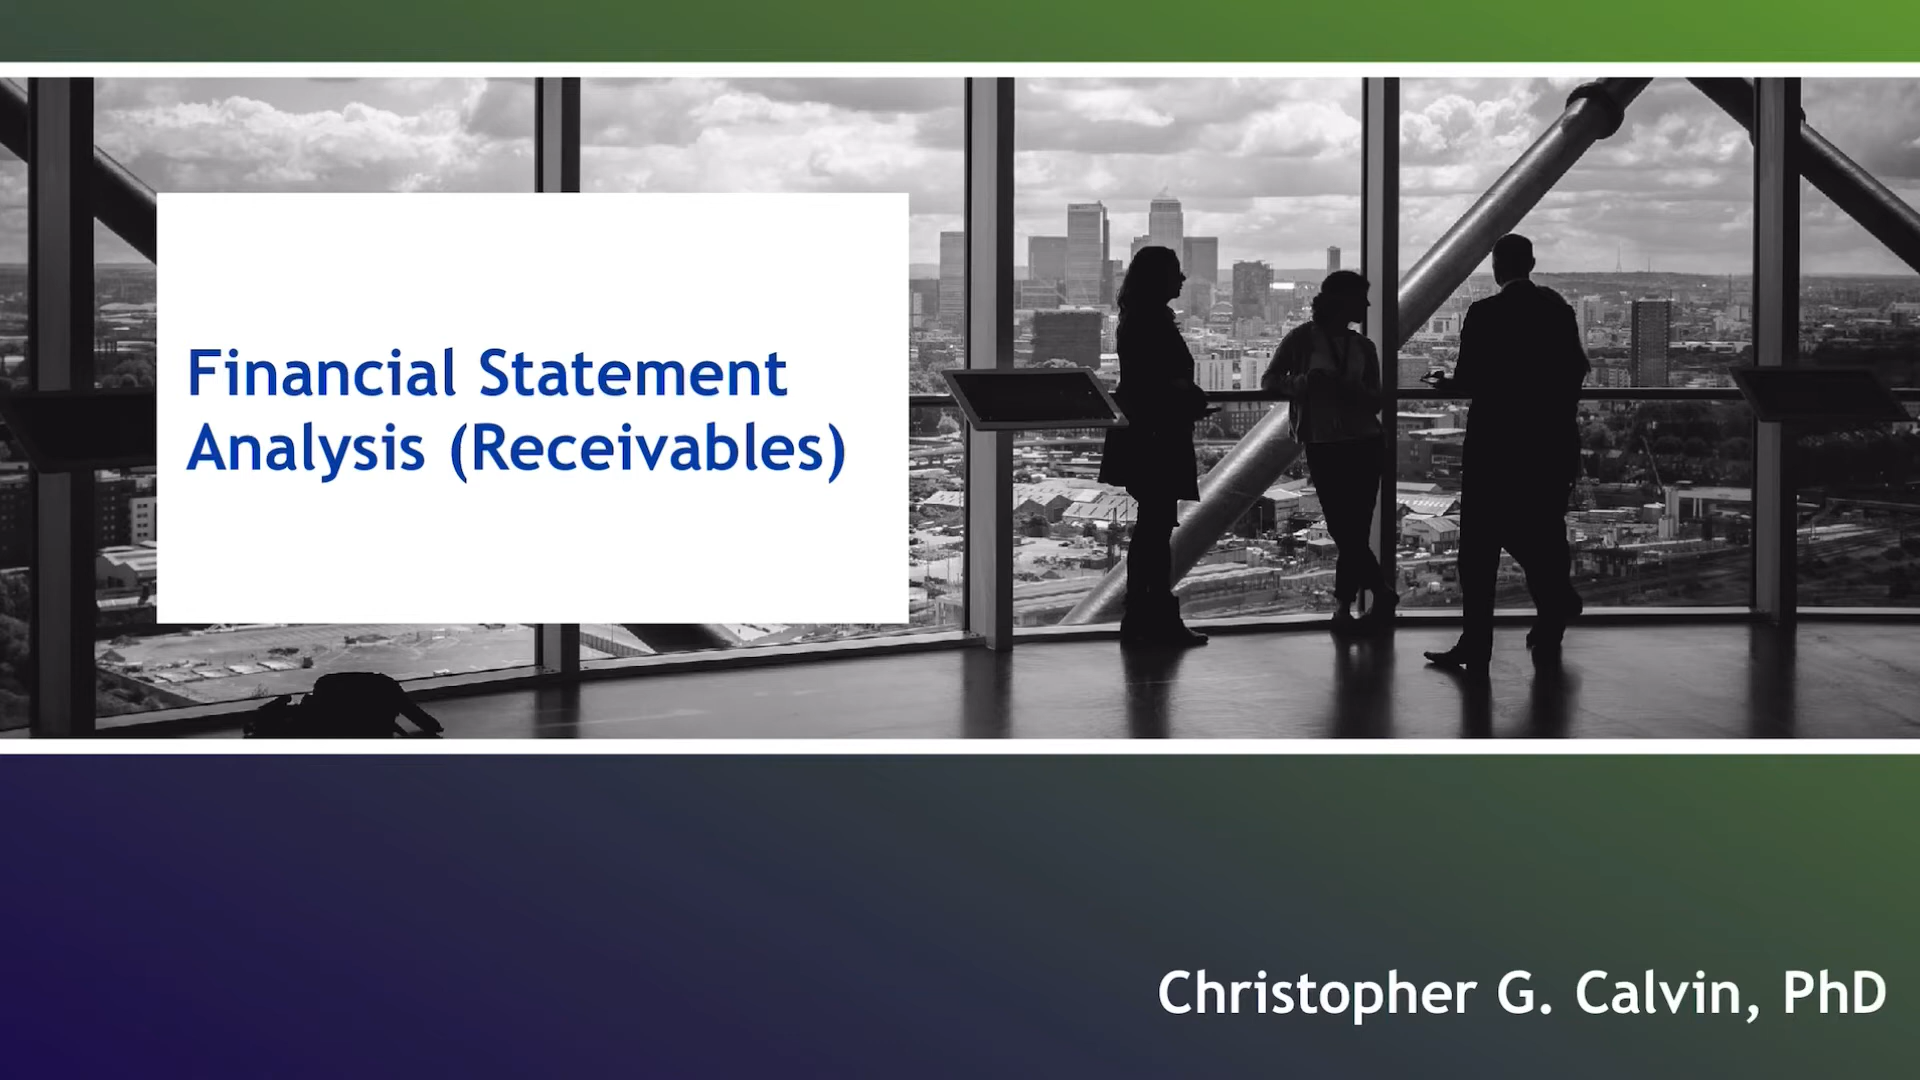 Financial Statement
Analysis (Receivables)
Christopher G. Calvin, PhD